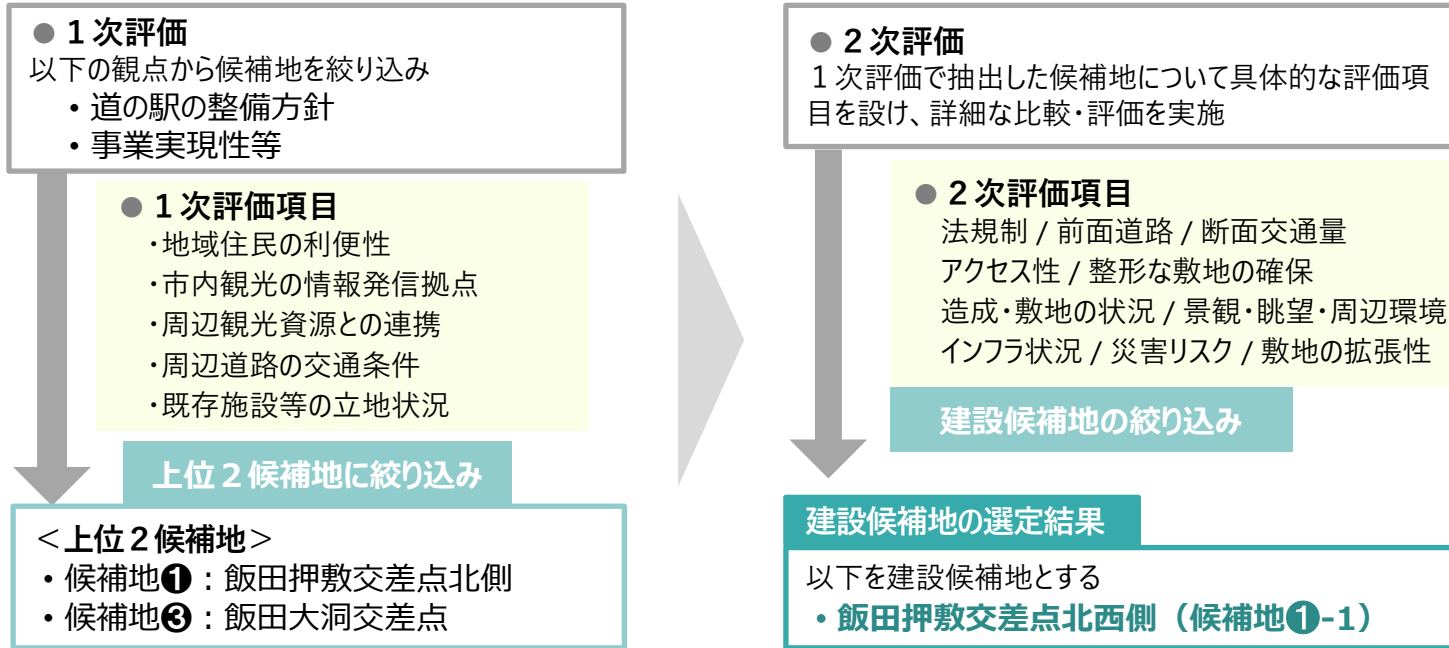 ● １次評価
以下の観点から候補地を絞り込み
・道の駅の整備方針
・事業実現性等
● １次評価項目
・地域住民の利便性
・市内観光の情報発信拠点
・周辺観光資源との連携
・周辺道路の交通条件
・既存施設等の立地状況
上位２候補地に絞り込み
＜上位２候補地＞
・候補地❶：飯田押敷交差点北側
・候補地❸：飯田大洞交差点
● ２次評価
１次評価で抽出した候補地について具体的な評価項
目を設け、詳細な比較・評価を実施
● ２次評価項目
法規制 / 前面道路 / 断面交通量
アクセス性 / 整形な敷地の確保
造成・敷地の状況 / 景観・眺望・周辺環境
インフラ状況 / 災害リスク / 敷地の拡張性
建設候補地の絞り込み
建設候補地の選定結果
以下を建設候補地とする
・飯田押敷交差点北西側（候補地❶-1）